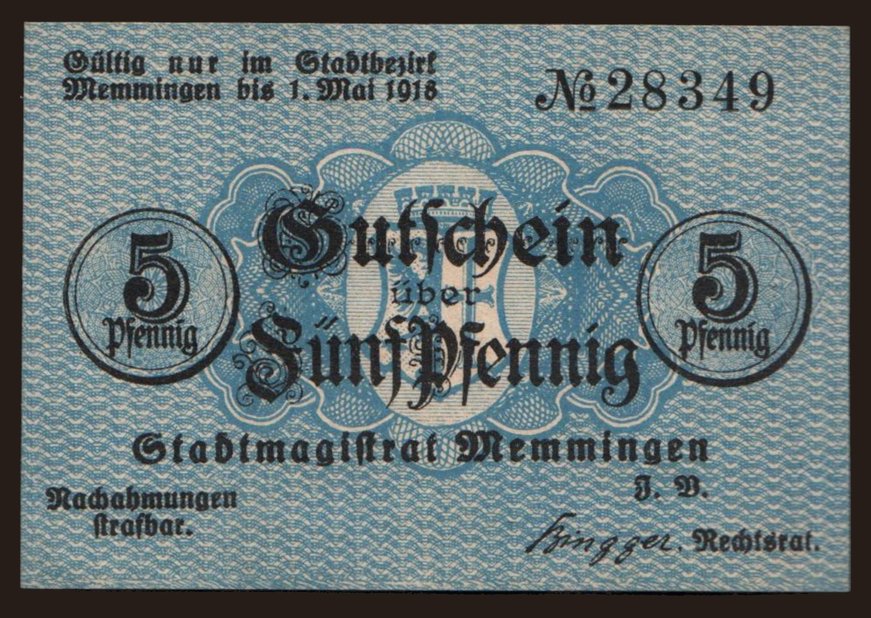 Gültig nur im Stadtbezirk
Memmingen bis 1. Mai 1918
№ 28349
Gutschein
über
Fünf Pfennig
5
Pfennig
5
Pfennig
Stadtmagistrat Memmingen
Nachahmungen
strafbar.
J. V.
Rechtsrat.